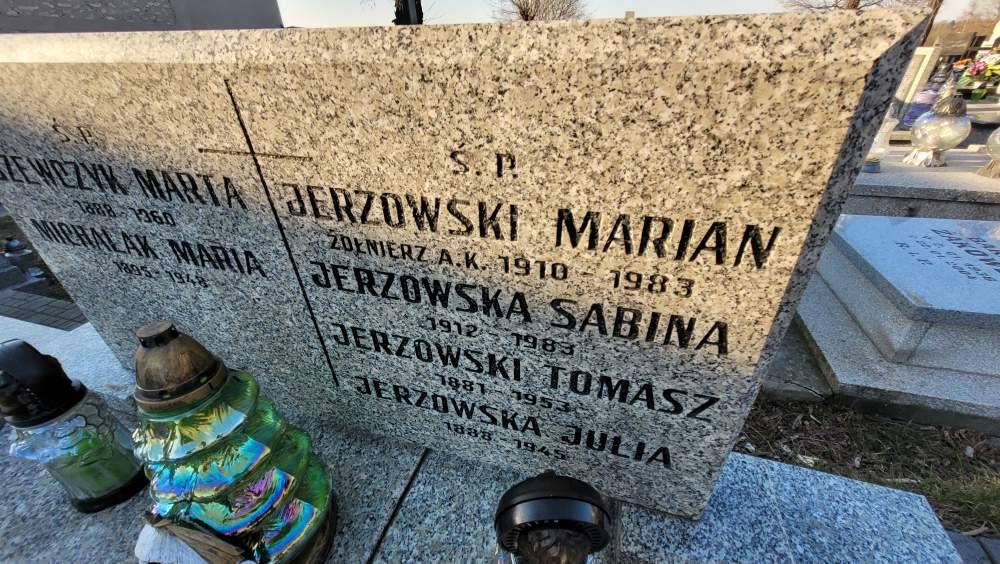 Ś. P.
SZEWCZYK MARTA
1888 - 1960
MICHALAK MARIA
1895 - 1948
Ś. P.
JERZOWSKI MARIAN
ŻOŁNIERZ A.K. 1910 - 1983
JERZOWSKA SABINA
1912 - 1983
JERZOWSKI TOMASZ
1881 - 1953
JERZOWSKA JULIA
1888 - 1945